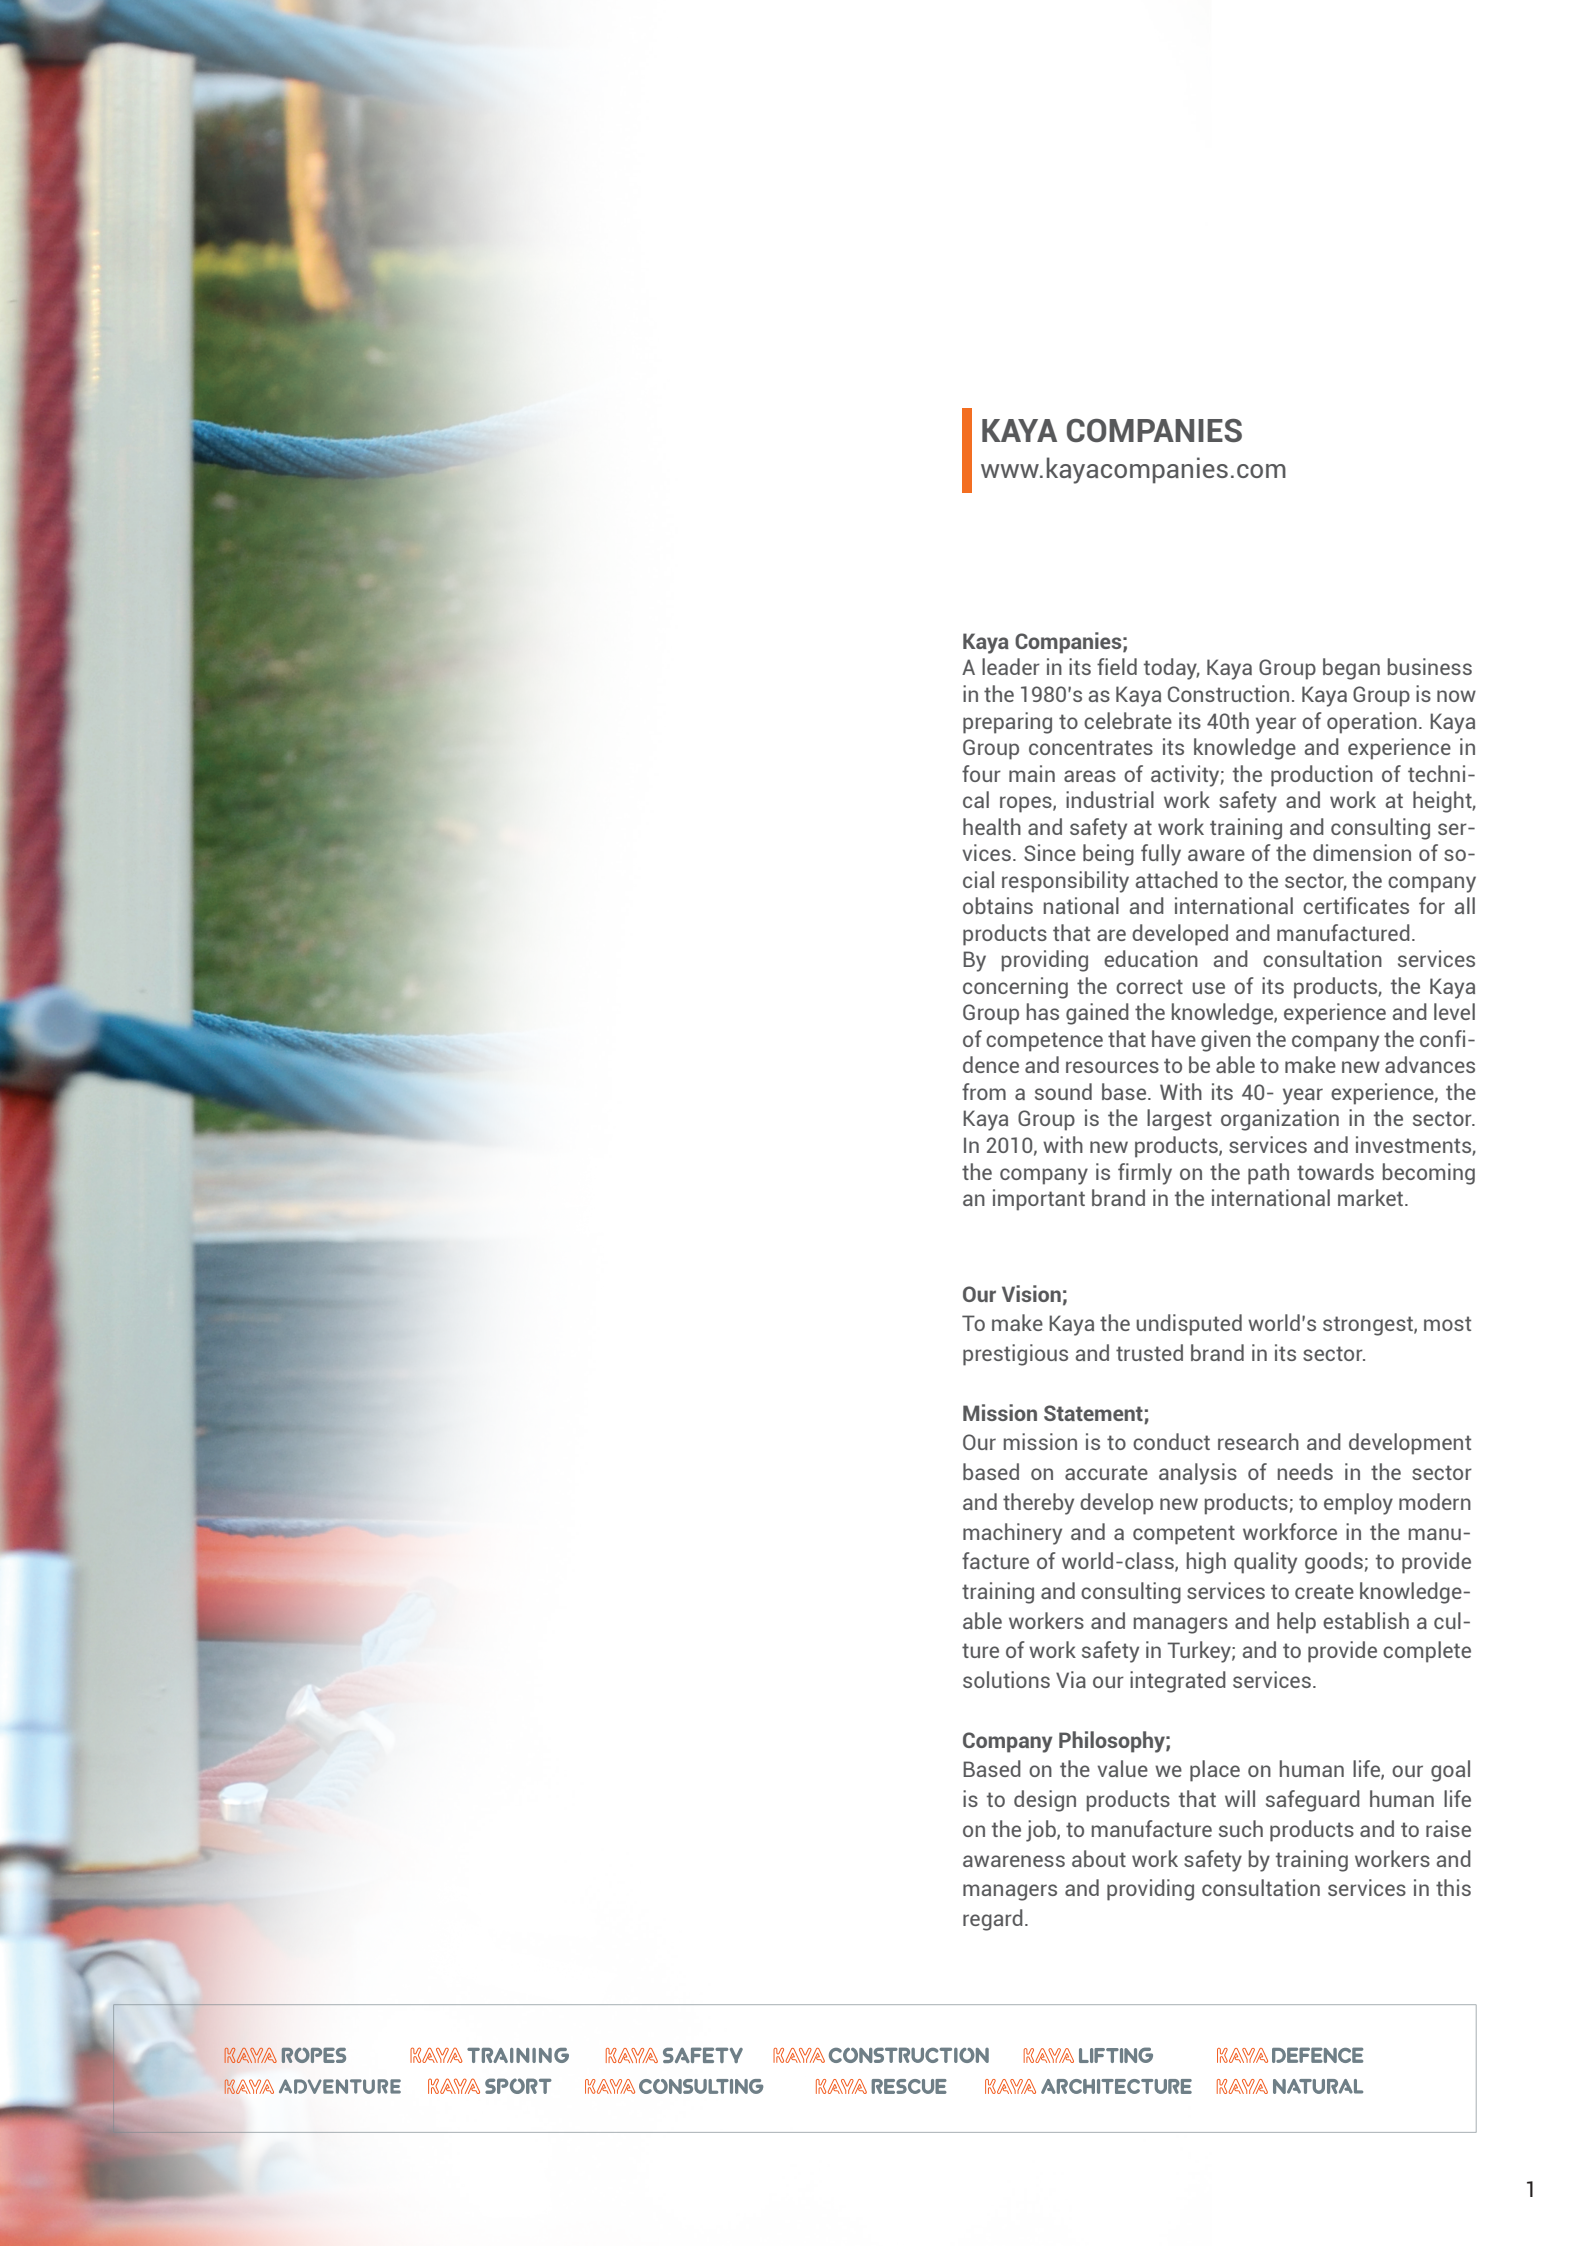 KAYA COMPANIES
www.kayacompanies.com
Kaya Companies;
A leader in its field today, Kaya Group began business
in the 1980's as Kaya Construction. Kaya Group is now
preparing to celebrate its 40th year of operation. Kaya
Group concentrates its knowledge and experience in
four main areas of activity; the production of techni-
cal ropes, industrial work safety and work at height,
health and safety at work training and consulting ser-
vices. Since being fully aware of the dimension of so-
cial responsibility attached to the sector, the company
obtains national and international certificates for all
products that are developed and manufactured.
By providing education and consultation services
concerning the correct use of its products, the Kaya
Group has gained the knowledge, experience and level
of competence that have given the company the confi-
dence and resources to be able to make new advances
from a sound base. With its 40- year experience, the
Kaya Group is the largest organization in the sector.
In 2010, with new products, services and investments,
the company is firmly on the path towards becoming
an important brand in the international market.
Our Vision;
To make Kaya the undisputed world's strongest, most
prestigious and trusted brand in its sector.
Mission Statement;
Our mission is to conduct research and development
based on accurate analysis of needs in the sector
and thereby develop new products; to employ modern
machinery and a competent workforce in the manu-
facture of world-class, high quality goods; to provide
training and consulting services to create knowledge-
able workers and managers and help establish a cul-
ture of work safety in Turkey; and to provide complete
solutions Via our integrated services.
Company Philosophy;
Based on the value we place on human life, our goal
is to design products that will safeguard human life
on the job, to manufacture such products and to raise
awareness about work safety by training workers and
managers and providing consultation services in this
regard.
KAYA ROPES KAYA TRAINING KAYA SAFETY KAYA CONSTRUCTION KAYA LIFTING KAYA DEFENCE
KAYA ADVENTURE KAYA SPORT KAYA CONSULTING KAYA RESCUE KAYA ARCHITECTURE KAYA NATURAL
1